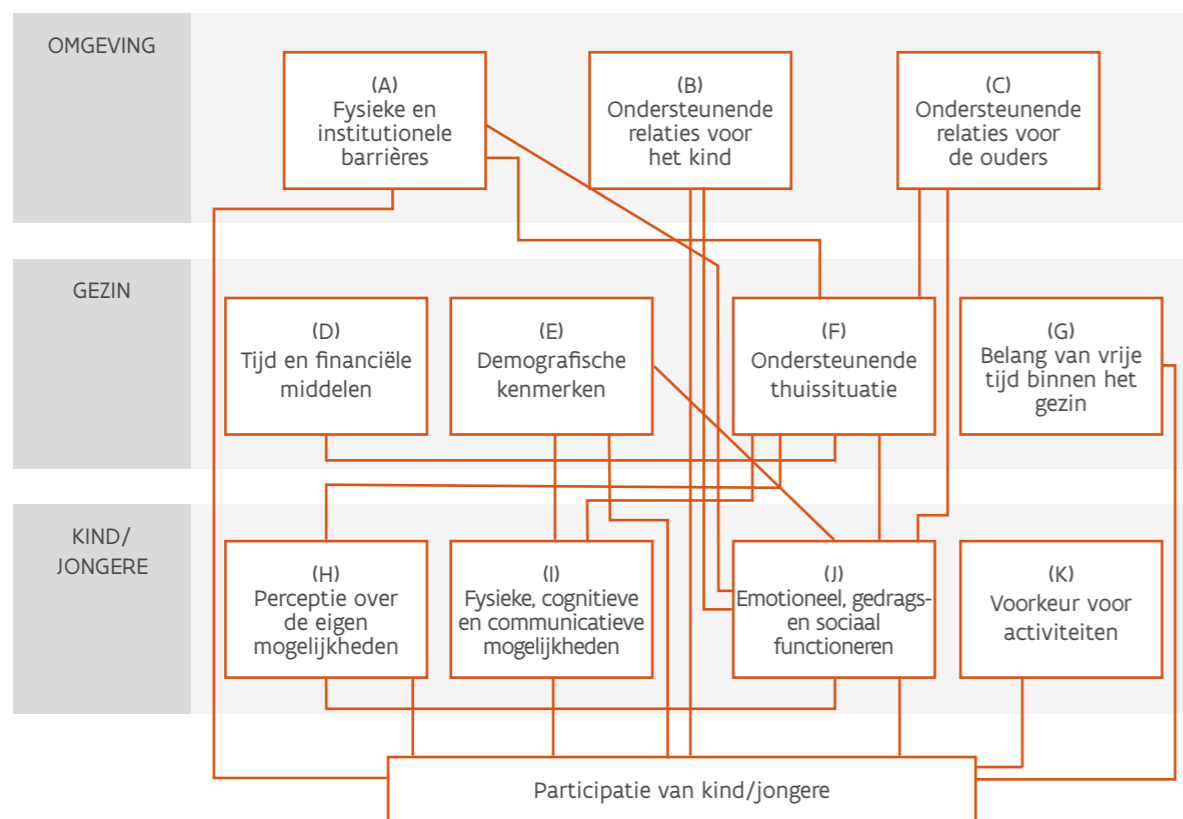 OMGEVING
(A)
Fysieke en
institutionele
barrières
(B)
Ondersteunende
relaties voor
het kind
(C)
Ondersteunende
relaties voor
de ouders
GEZIN
(D)
Tijd en financiële
middelen
(E)
Demografische
kenmerken
(F)
Ondersteunende
thuissituatie
(G)
Belang van vrije
tijd binnen het
gezin
KIND/
JONGERE
(H)
Perceptie over
de eigen
mogelijkheden
(I)
Fysieke, cognitieve
en communicatieve
mogelijkheden
(J)
Emotioneel, gedrags-
en sociaal
functioneren
(K)
Voorkeur voor
activiteiten
Participatie van kind/jongere